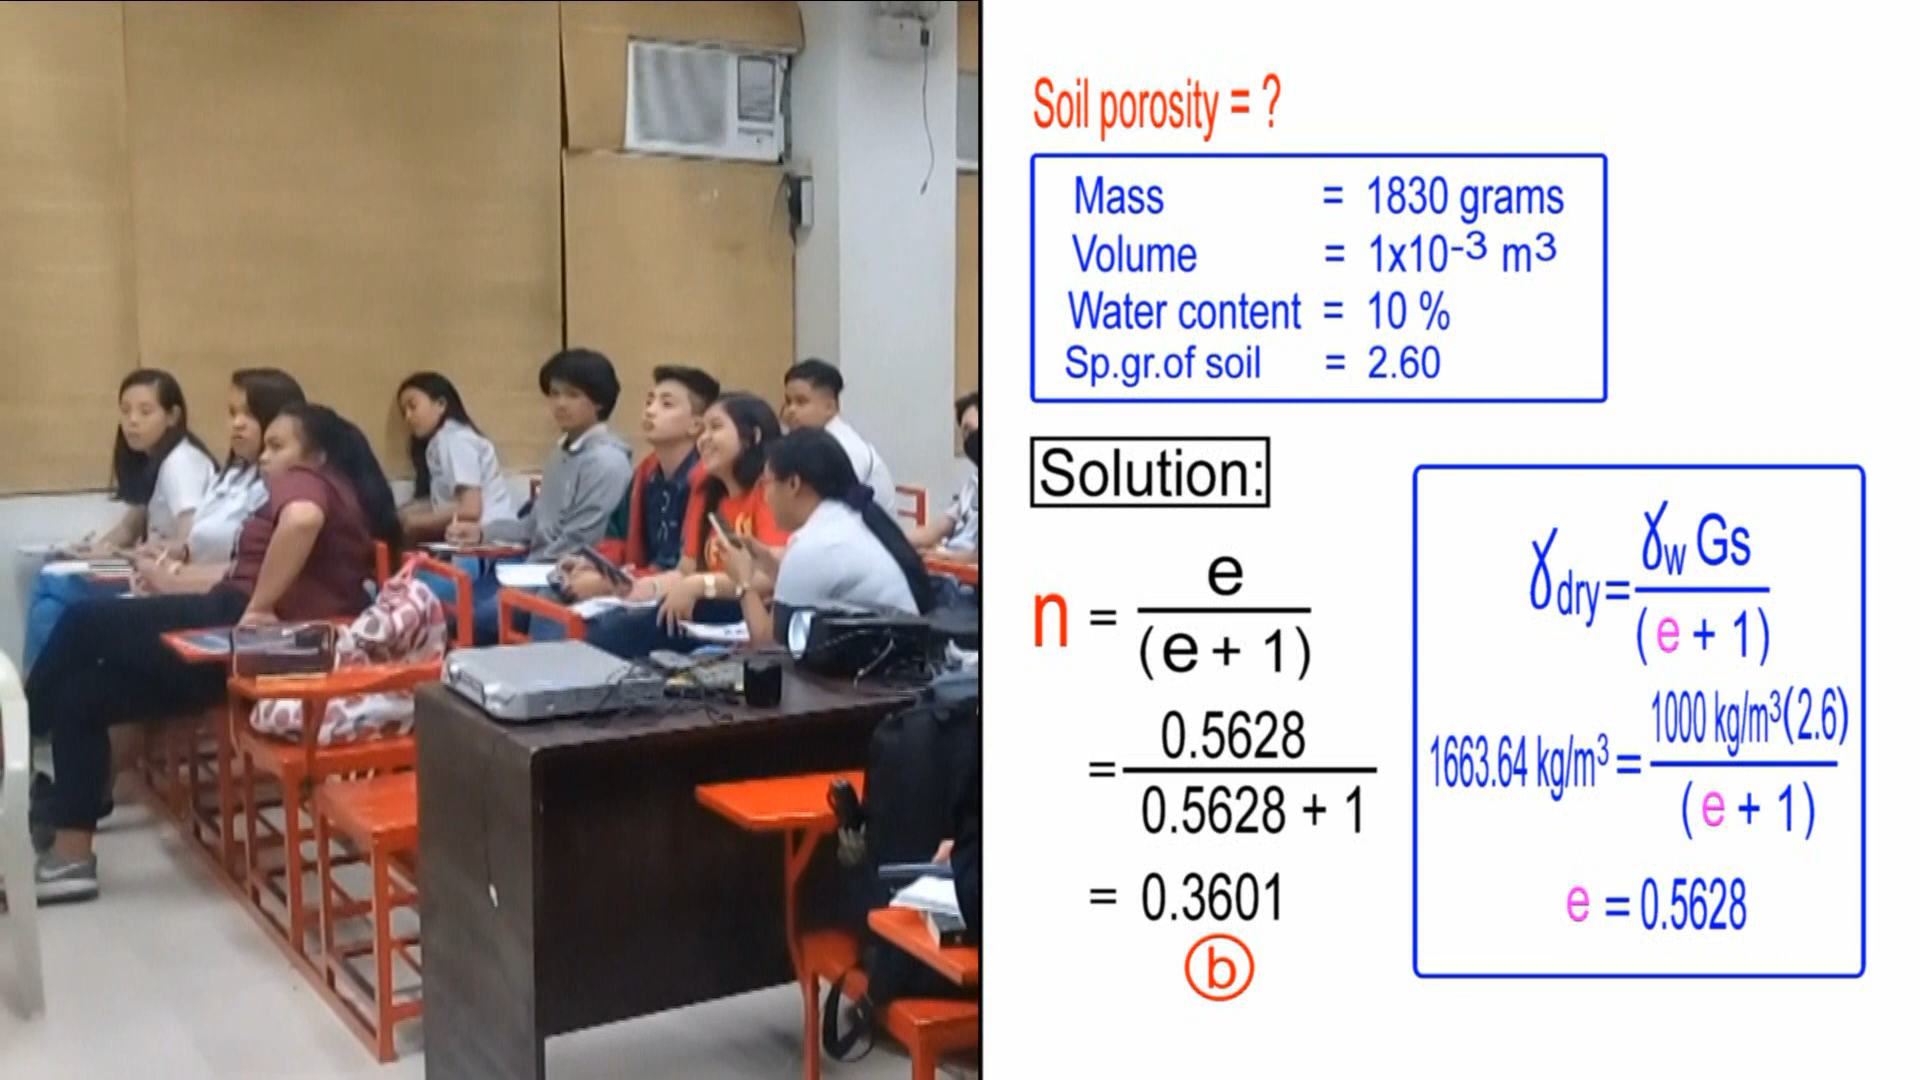 Soil porosity = ?
Mass = 1830 grams
Volume = 1x10⁻³ m³
Water content = 10 %
Sp.gr.of soil = 2.60
Solution:
n = e / (e + 1)
= 0.5628 / 0.5628 + 1
= 0.3601
b
γdry = γw Gs / (e + 1)
1663.64 kg/m³ = 1000 kg/m³(2.6) / (e + 1)
e = 0.5628